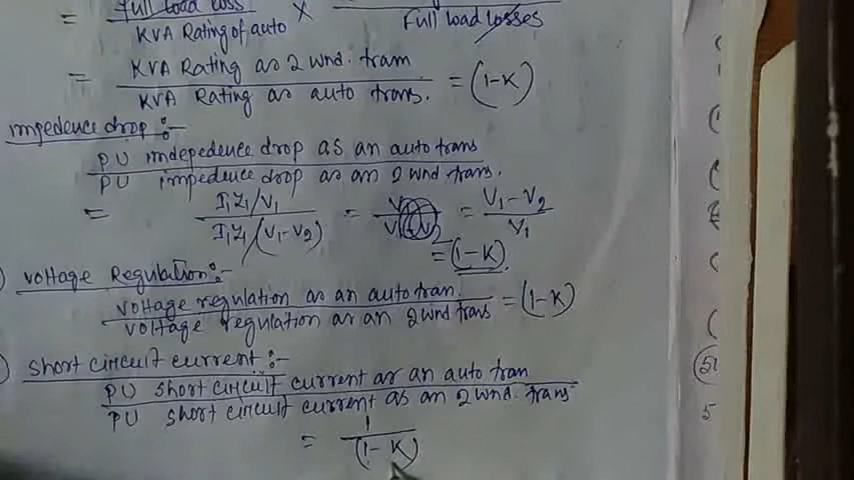 = Full Load Loss / KVA Rating of auto × / Full Load Losses
= KVA Rating as 2 wnd. tram / KVA Rating as auto trans. = (1-K)
impedence drop :-
PU indepedence drop as an auto trans / PU impedence drop as an 2 wnd trans.
= I₁Z₁/V₁ / I₁Z₁/(V₁-V₂) = = V₁-V₂ / V₁
= (1-K).
) voltage Regulation :-
voltage regulation as an auto tran. / voltage regulation as an 2 wnd trans = (1-K)
) short circuit current :-
PU short circuit current as an auto tran / PU short circuit current as an 2 wnd. trans
= 1 / (1-K)